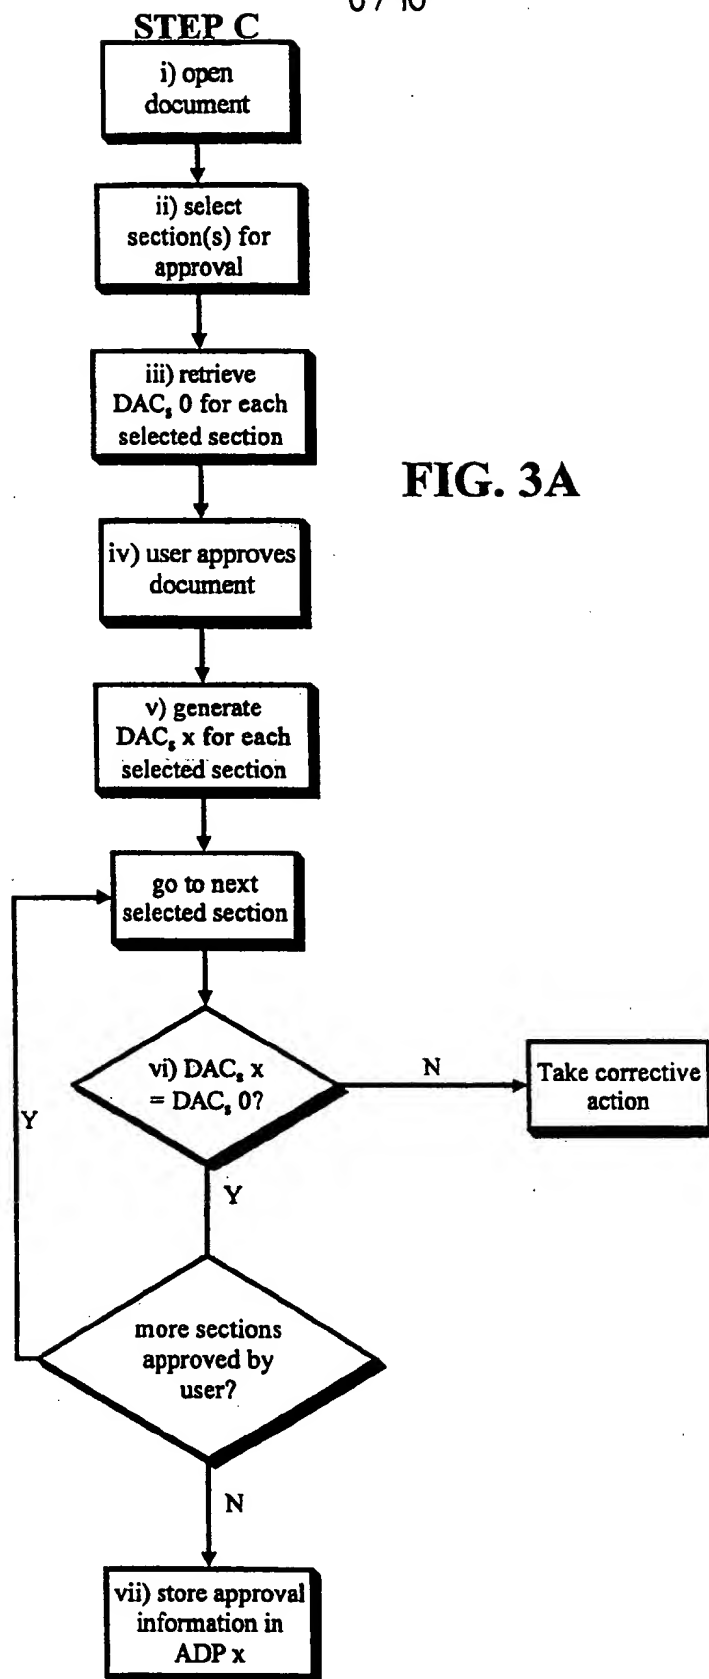 STEP C
i) open
document
ii) select
section(s) for
approval
iii) retrieve
DACs 0 for each
selected section
FIG. 3A
iv) user approves
document
v) generate
DACs x for each
selected section
go to next
selected section
vi) DACs x
= DACs 0?
N
Take corrective
action
Y
Y
more sections
approved by
user?
N
vii) store approval
information in
ADP x